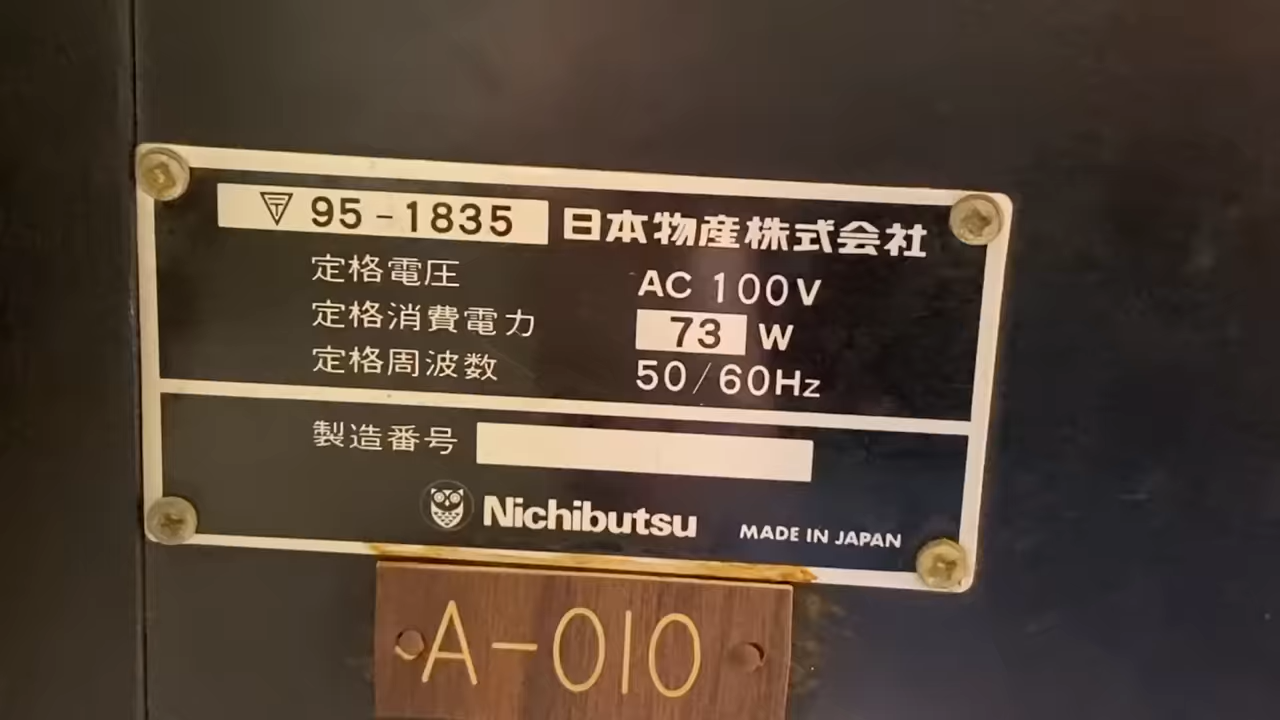 〒 95-1835 日本物産株式会社
定格電圧 AC 100V
定格消費電力 73 W
定格周波数 50/60Hz
製造番号
Nichibutsu MADE IN JAPAN
A-010